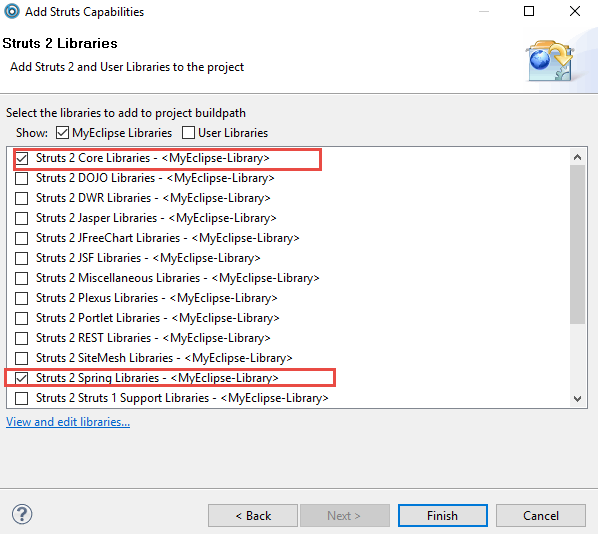 Add Struts Capabilities
Struts 2 Libraries
Add Struts 2 and User Libraries to the project
Select the libraries to add to project buildpath
Show: MyEclipse Libraries User Libraries
Struts 2 Core Libraries - <MyEclipse-Library>
Struts 2 DOJO Libraries - <MyEclipse-Library>
Struts 2 DWR Libraries - <MyEclipse-Library>
Struts 2 Jasper Libraries - <MyEclipse-Library>
Struts 2 JFreeChart Libraries - <MyEclipse-Library>
Struts 2 JSF Libraries - <MyEclipse-Library>
Struts 2 Miscellaneous Libraries - <MyEclipse-Library>
Struts 2 Plexus Libraries - <MyEclipse-Library>
Struts 2 Portlet Libraries - <MyEclipse-Library>
Struts 2 REST Libraries - <MyEclipse-Library>
Struts 2 SiteMesh Libraries - <MyEclipse-Library>
Struts 2 Spring Libraries - <MyEclipse-Library>
Struts 2 Struts 1 Support Libraries - <MyEclipse-Library>
View and edit libraries...
? < Back Next > Finish Cancel